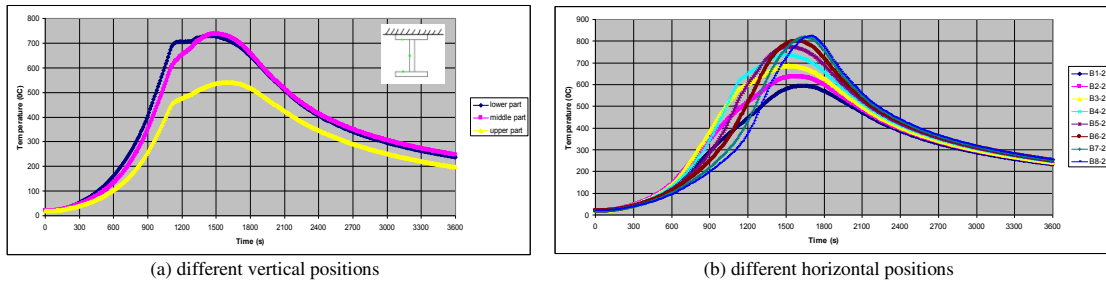 800
700
600
500
400
300
200
100
0
Temperature (0C)
0 300 600 900 1200 1500 1800 2100 2400 2700 3000 3300 3600
Time (s)
lower part
middle part
upper part
(a) different vertical positions
900
800
700
600
500
400
300
200
100
0
Temperature (0C)
0 300 600 900 1200 1500 1800 2100 2400 2700 3000 3300 3600
Time (s)
B1-2
B2-2
B3-2
B4-2
B5-2
B6-2
B7-2
B8-2
(b) different horizontal positions